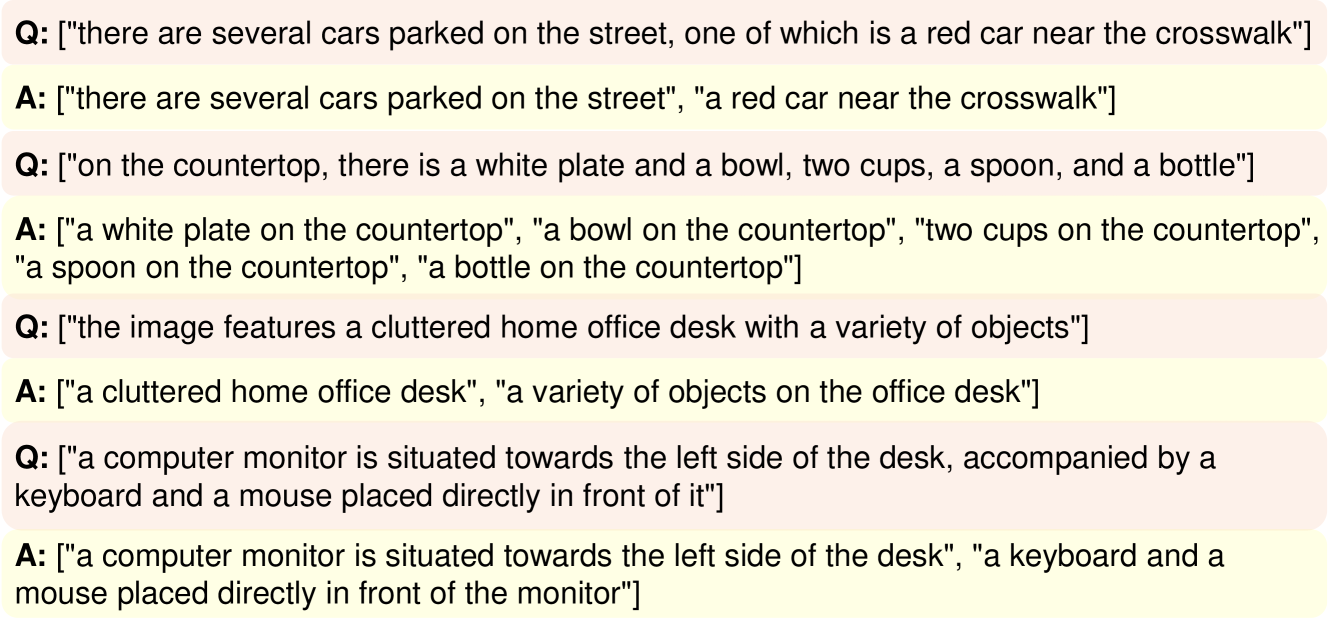 Q: ["there are several cars parked on the street, one of which is a red car near the crosswalk"]
A: ["there are several cars parked on the street", "a red car near the crosswalk"]
Q: ["on the countertop, there is a white plate and a bowl, two cups, a spoon, and a bottle"]
A: ["a white plate on the countertop", "a bowl on the countertop", "two cups on the countertop",
"a spoon on the countertop", "a bottle on the countertop"]
Q: ["the image features a cluttered home office desk with a variety of objects"]
A: ["a cluttered home office desk", "a variety of objects on the office desk"]
Q: ["a computer monitor is situated towards the left side of the desk, accompanied by a
keyboard and a mouse placed directly in front of it"]
A: ["a computer monitor is situated towards the left side of the desk", "a keyboard and a
mouse placed directly in front of the monitor"]